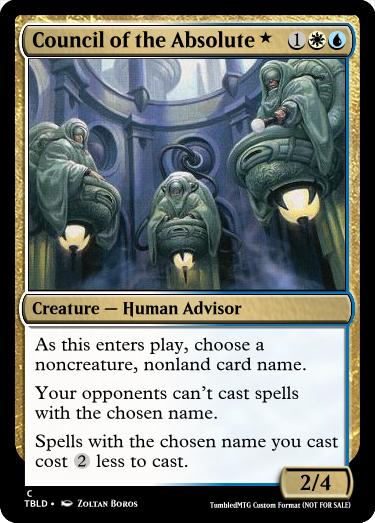 Council of the Absolute ★ 1
Creature — Human Advisor
As this enters play, choose a
noncreature, nonland card name.
Your opponents can't cast spells
with the chosen name.
Spells with the chosen name you cast
cost 2 less to cast.
2/4
C
TBLD • Zoltan Boros
TumbledMTG Custom Format (NOT FOR SALE)